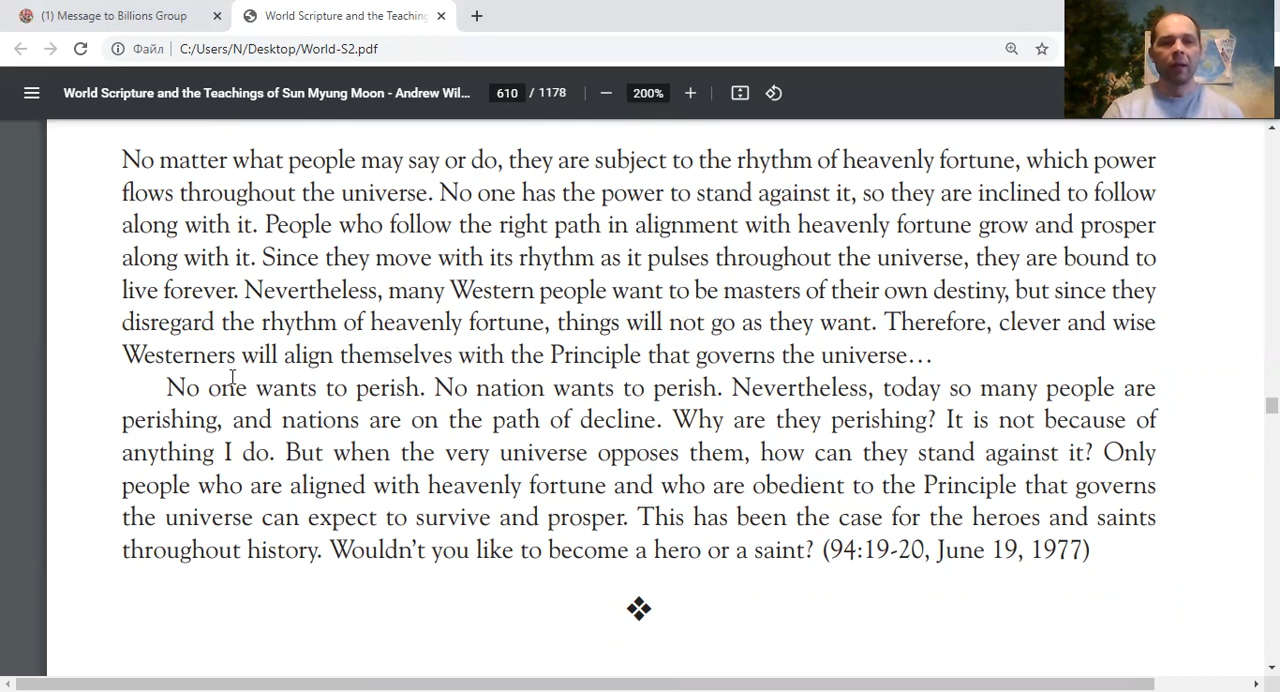 (1) Message to Billions Group
World Scripture and the Teaching
Файл C:/Users/N/Desktop/World-S2.pdf
World Scripture and the Teachings of Sun Myung Moon - Andrew Wil... 610 / 1178 200%
No matter what people may say or do, they are subject to the rhythm of heavenly fortune, which power
flows throughout the universe. No one has the power to stand against it, so they are inclined to follow
along with it. People who follow the right path in alignment with heavenly fortune grow and prosper
along with it. Since they move with its rhythm as it pulses throughout the universe, they are bound to
live forever. Nevertheless, many Western people want to be masters of their own destiny, but since they
disregard the rhythm of heavenly fortune, things will not go as they want. Therefore, clever and wise
Westerners will align themselves with the Principle that governs the universe…
No one wants to perish. No nation wants to perish. Nevertheless, today so many people are
perishing, and nations are on the path of decline. Why are they perishing? It is not because of
anything I do. But when the very universe opposes them, how can they stand against it? Only
people who are aligned with heavenly fortune and who are obedient to the Principle that governs
the universe can expect to survive and prosper. This has been the case for the heroes and saints
throughout history. Wouldn't you like to become a hero or a saint? (94:19-20, June 19, 1977)